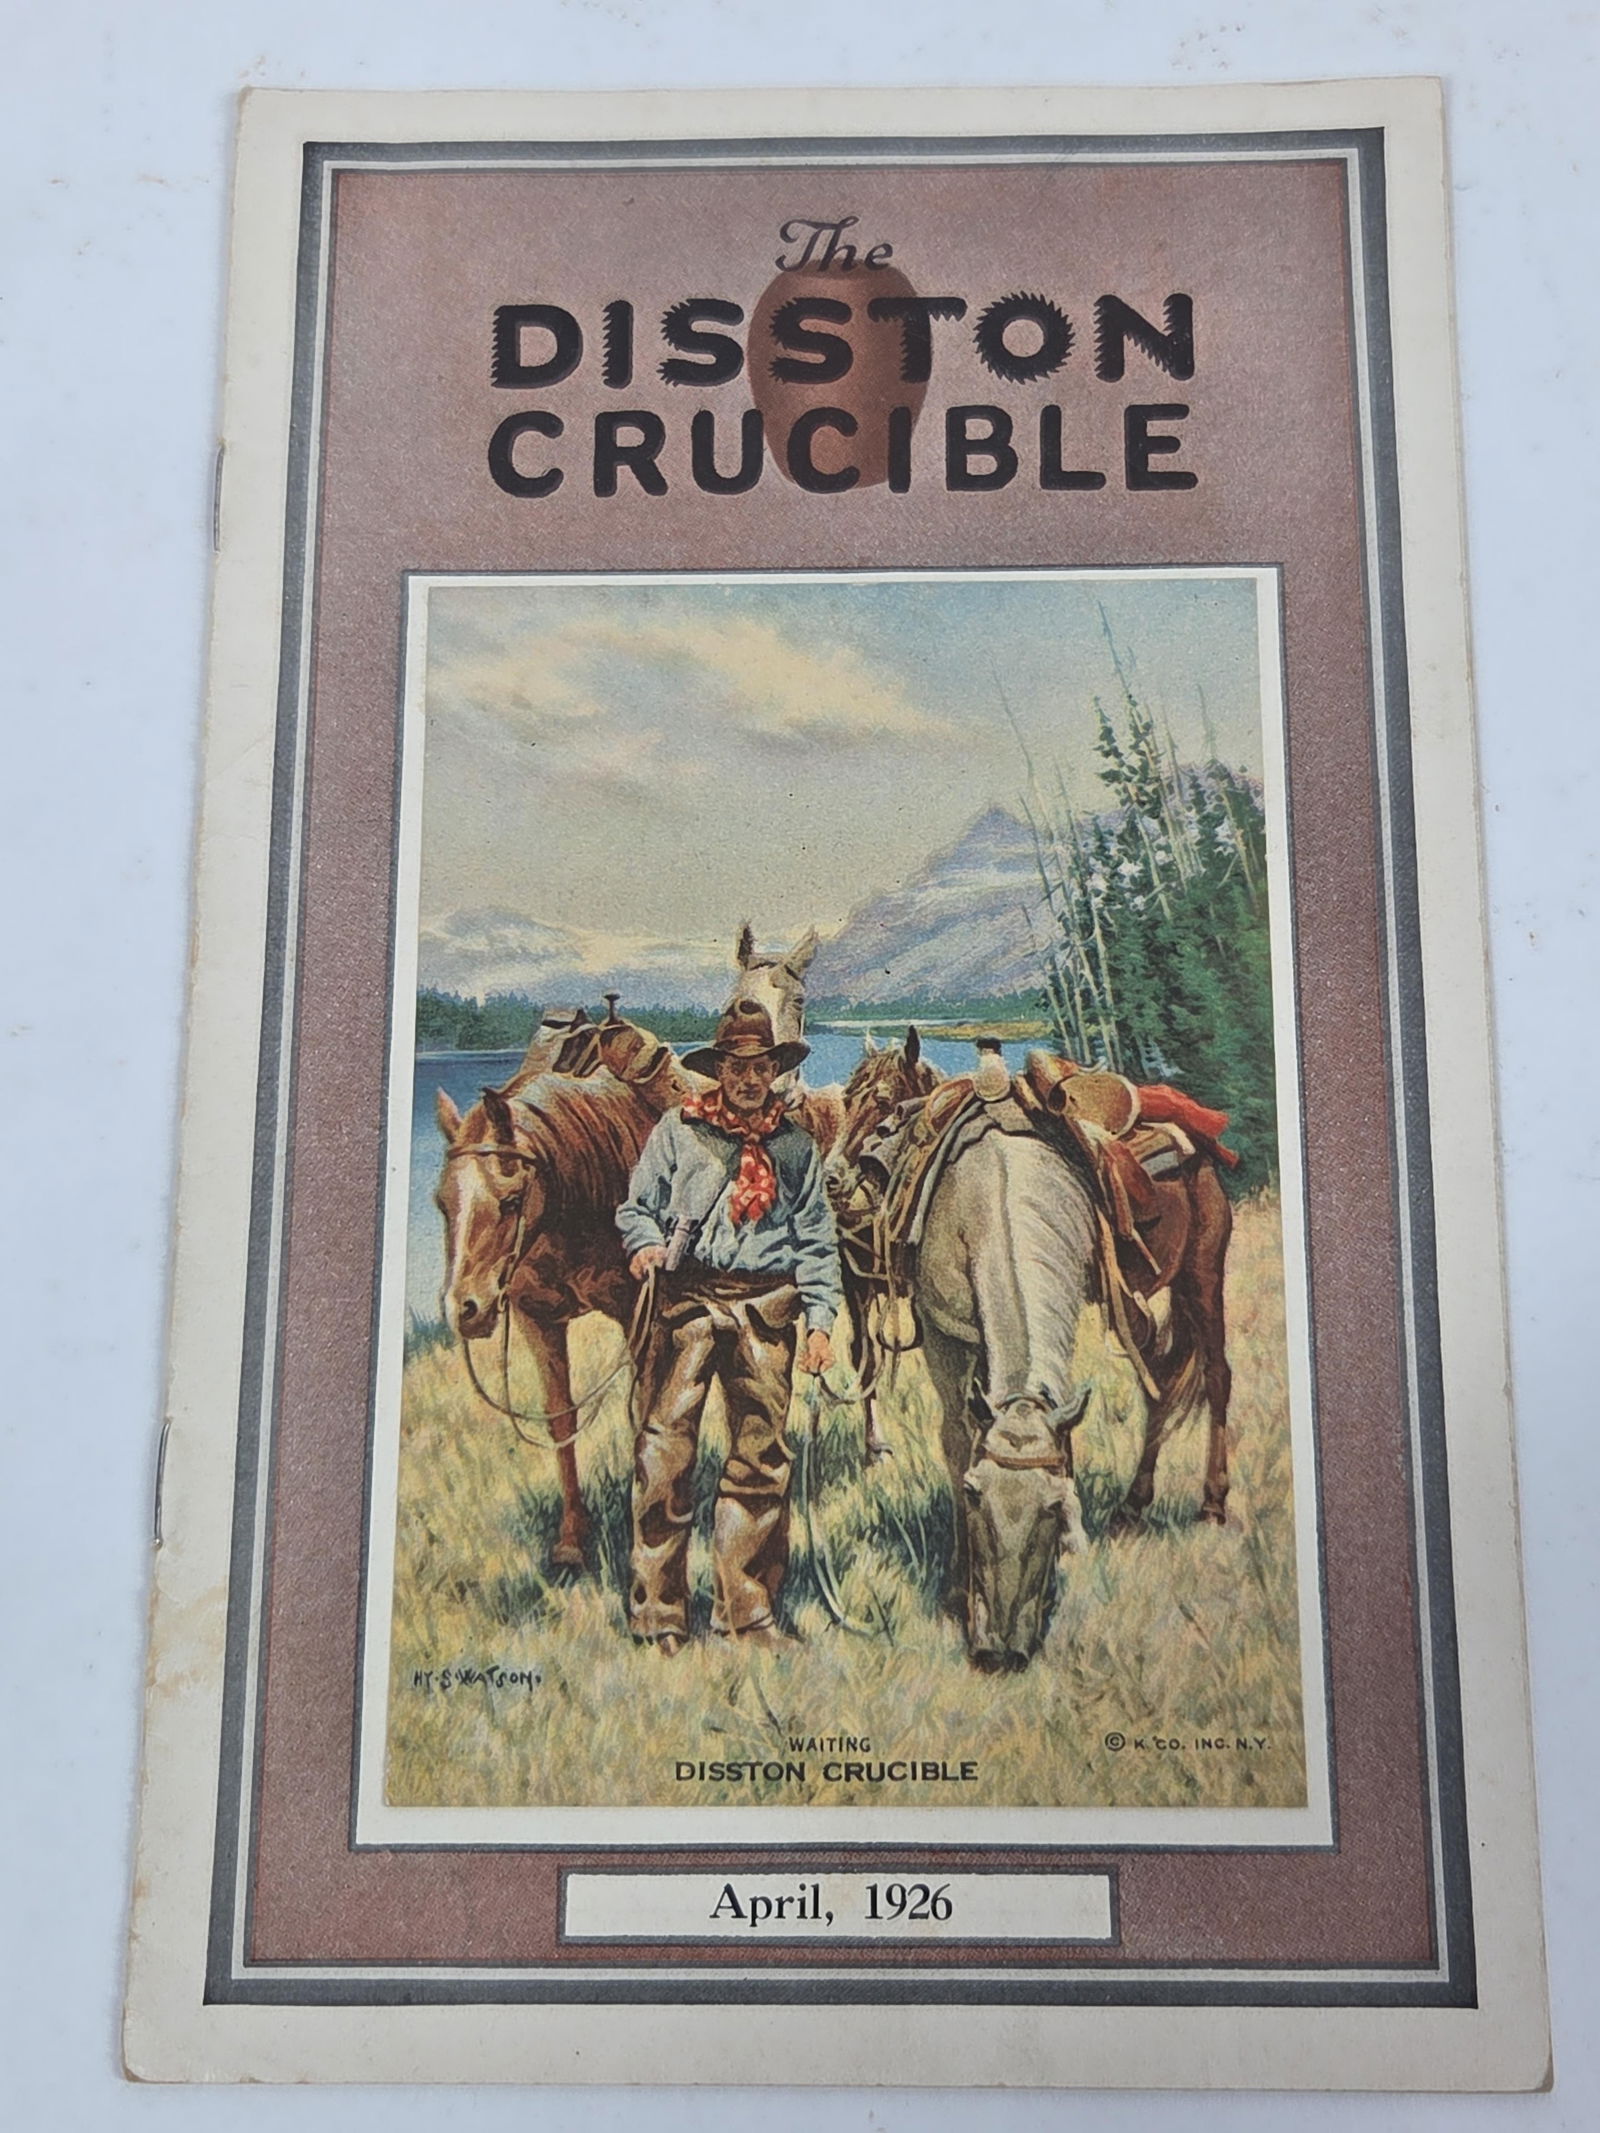 The
DISSTON
CRUCIBLE
HY·S·WATSON.
WAITING
© K. CO. INC. N.Y.
DISSTON CRUCIBLE
April, 1926